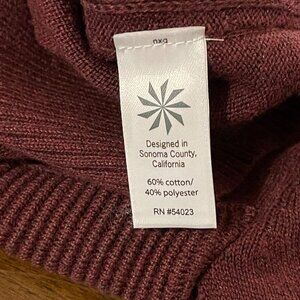 Designed in
Sonoma County,
California
60% cotton/
40% polyester
RN #54023